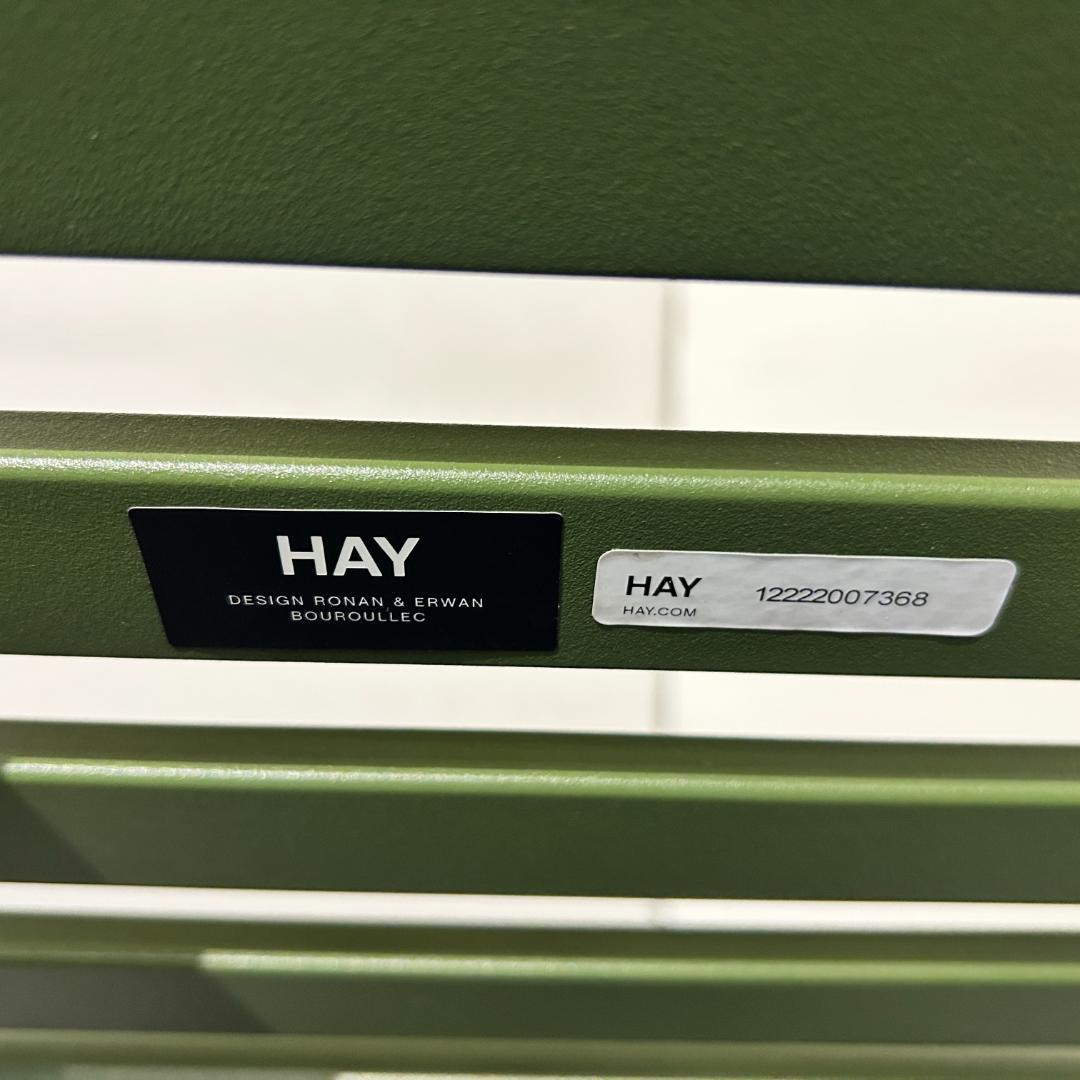 HAY
DESIGN RONAN & ERWAN
BOUROULLEC
HAY
HAY.COM
12222007368